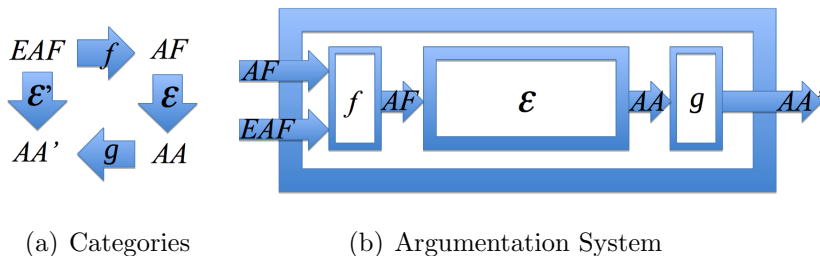 EAF f AF
ε’ ε
AA’ g AA
AF
EAF
f
AF
ε
AA
g
AA’
(a) Categories
(b) Argumentation System